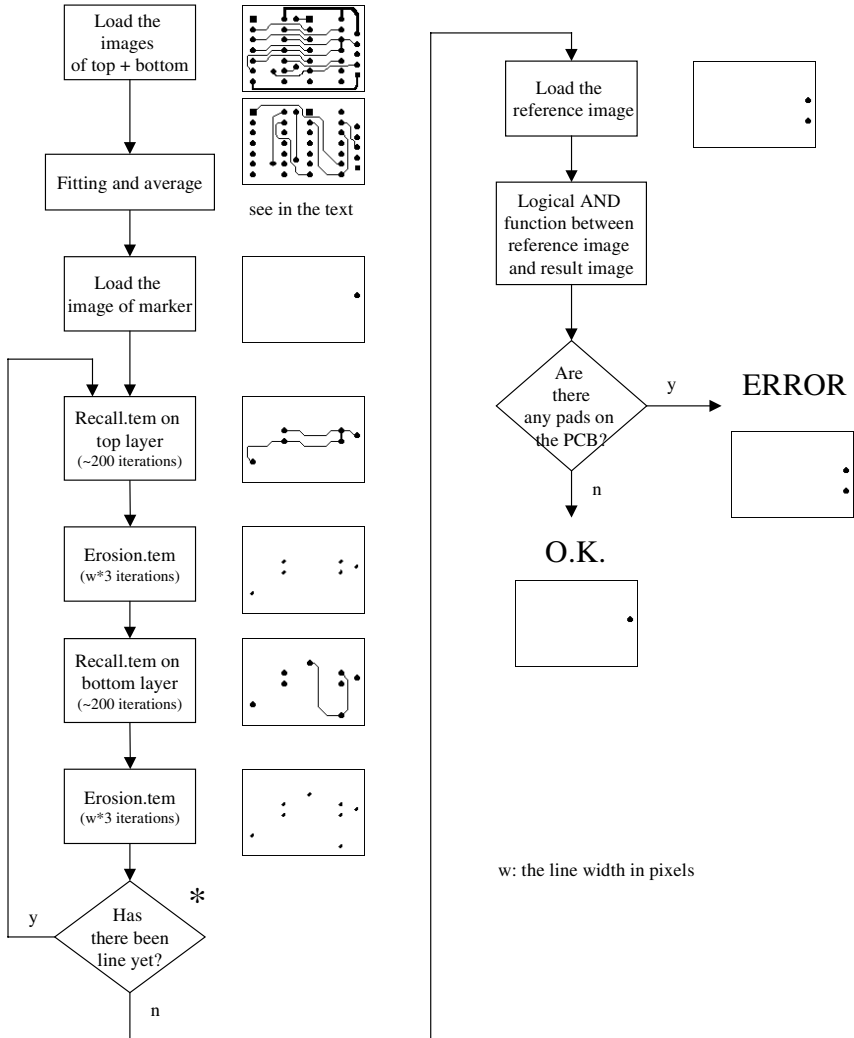 Load the
images
of top + bottom
Fitting and average
see in the text
Load the
image of marker
Recall.tem on
top layer
(~200 iterations)
Erosion.tem
(w*3 iterations)
Recall.tem on
bottom layer
(~200 iterations)
Erosion.tem
(w*3 iterations)
*
Has
there been
line yet?
y
n
Load the
reference image
Logical AND
function between
reference image
and result image
Are
there
any pads on
the PCB?
y
ERROR
n
O.K.
w: the line width in pixels